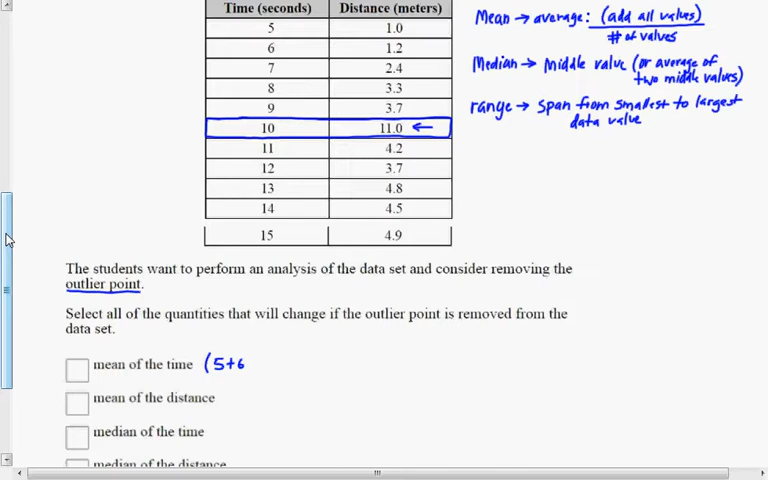 Time (seconds) Distance (meters)
5 1.0
6 1.2
7 2.4
8 3.3
9 3.7
10 11.0 ←
11 4.2
12 3.7
13 4.8
14 4.5
15 4.9
Mean → average: (add all values)
# of values
Median → Middle value (or average of
two middle values)
range → span from smallest to largest
data value
The students want to perform an analysis of the data set and consider removing the
outlier point.
Select all of the quantities that will change if the outlier point is removed from the
data set.
mean of the time (5+6
mean of the distance
median of the time
median of the distance